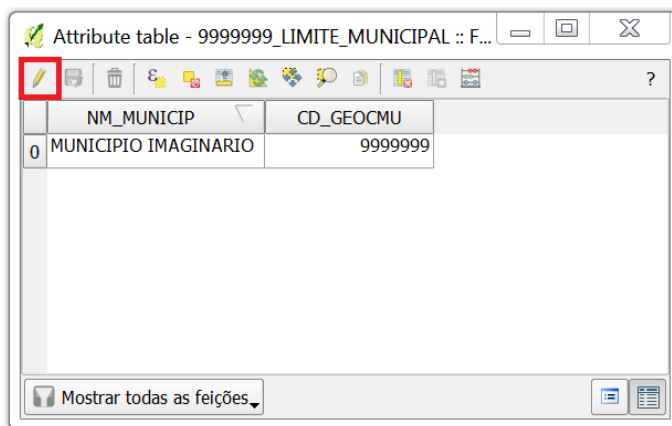 Attribute table - 9999999_LIMITE_MUNICIPAL :: F...
?
NM_MUNICIP CD_GEOCMU
0 MUNICIPIO IMAGINARIO 9999999
Mostrar todas as feições